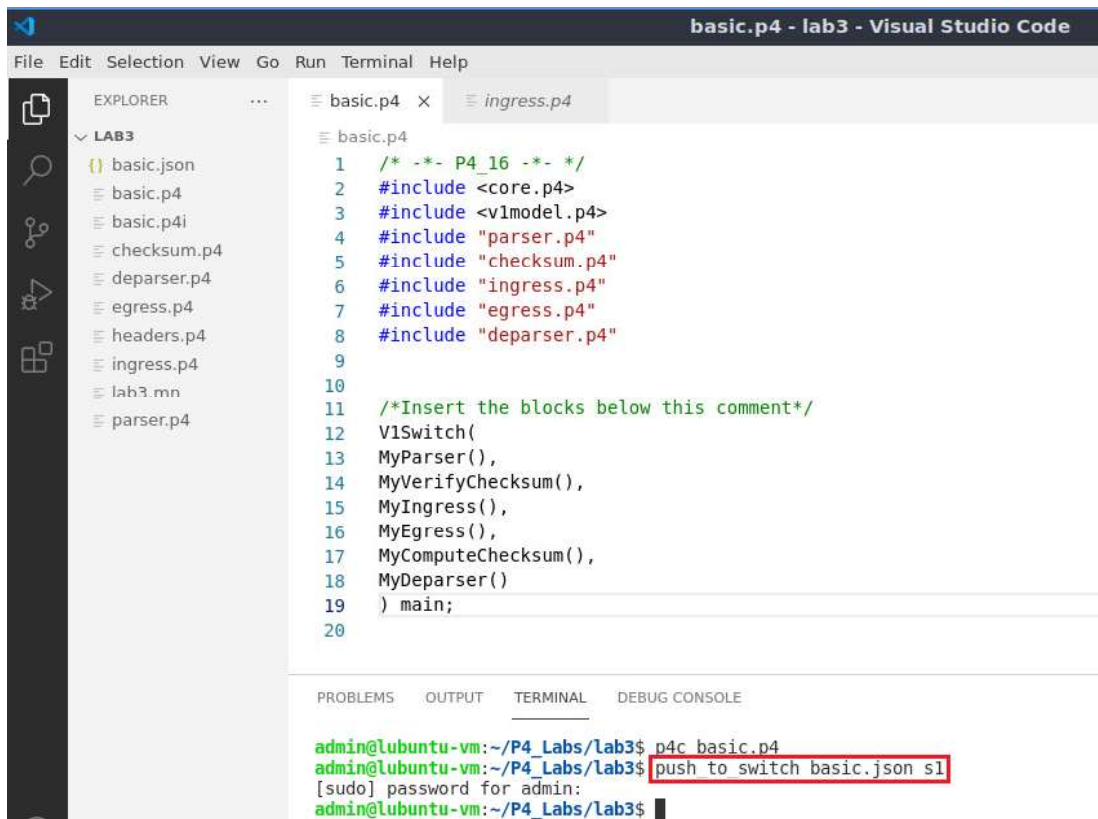 basic.p4 - lab3 - Visual Studio Code
File Edit Selection View Go Run Terminal Help
EXPLORER ...
LAB3
{} basic.json
basic.p4
basic.p4i
checksum.p4
deparser.p4
egress.p4
headers.p4
ingress.p4
lab3.mn
parser.p4
basic.p4 × ingress.p4
basic.p4
1 /* -*- P4_16 -*- */
2 #include <core.p4>
3 #include <v1model.p4>
4 #include "parser.p4"
5 #include "checksum.p4"
6 #include "ingress.p4"
7 #include "egress.p4"
8 #include "deparser.p4"
9
10
11 /*Insert the blocks below this comment*/
12 V1Switch(
13 MyParser(),
14 MyVerifyChecksum(),
15 MyIngress(),
16 MyEgress(),
17 MyComputeChecksum(),
18 MyDeparser()
19 ) main;
20
PROBLEMS OUTPUT TERMINAL DEBUG CONSOLE
admin@lubuntu-vm:~/P4_Labs/lab3$ p4c basic.p4
admin@lubuntu-vm:~/P4_Labs/lab3$ push_to_switch basic.json s1
[sudo] password for admin:
admin@lubuntu-vm:~/P4_Labs/lab3$